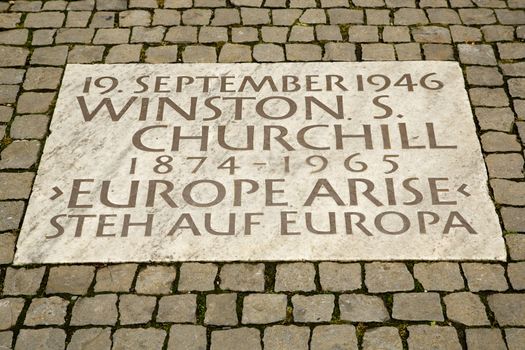 19. SEPTEMBER 1946
WINSTON S.
CHURCHILL
1874-1965
›EUROPE ARISE‹
STEH AUF EUROPA